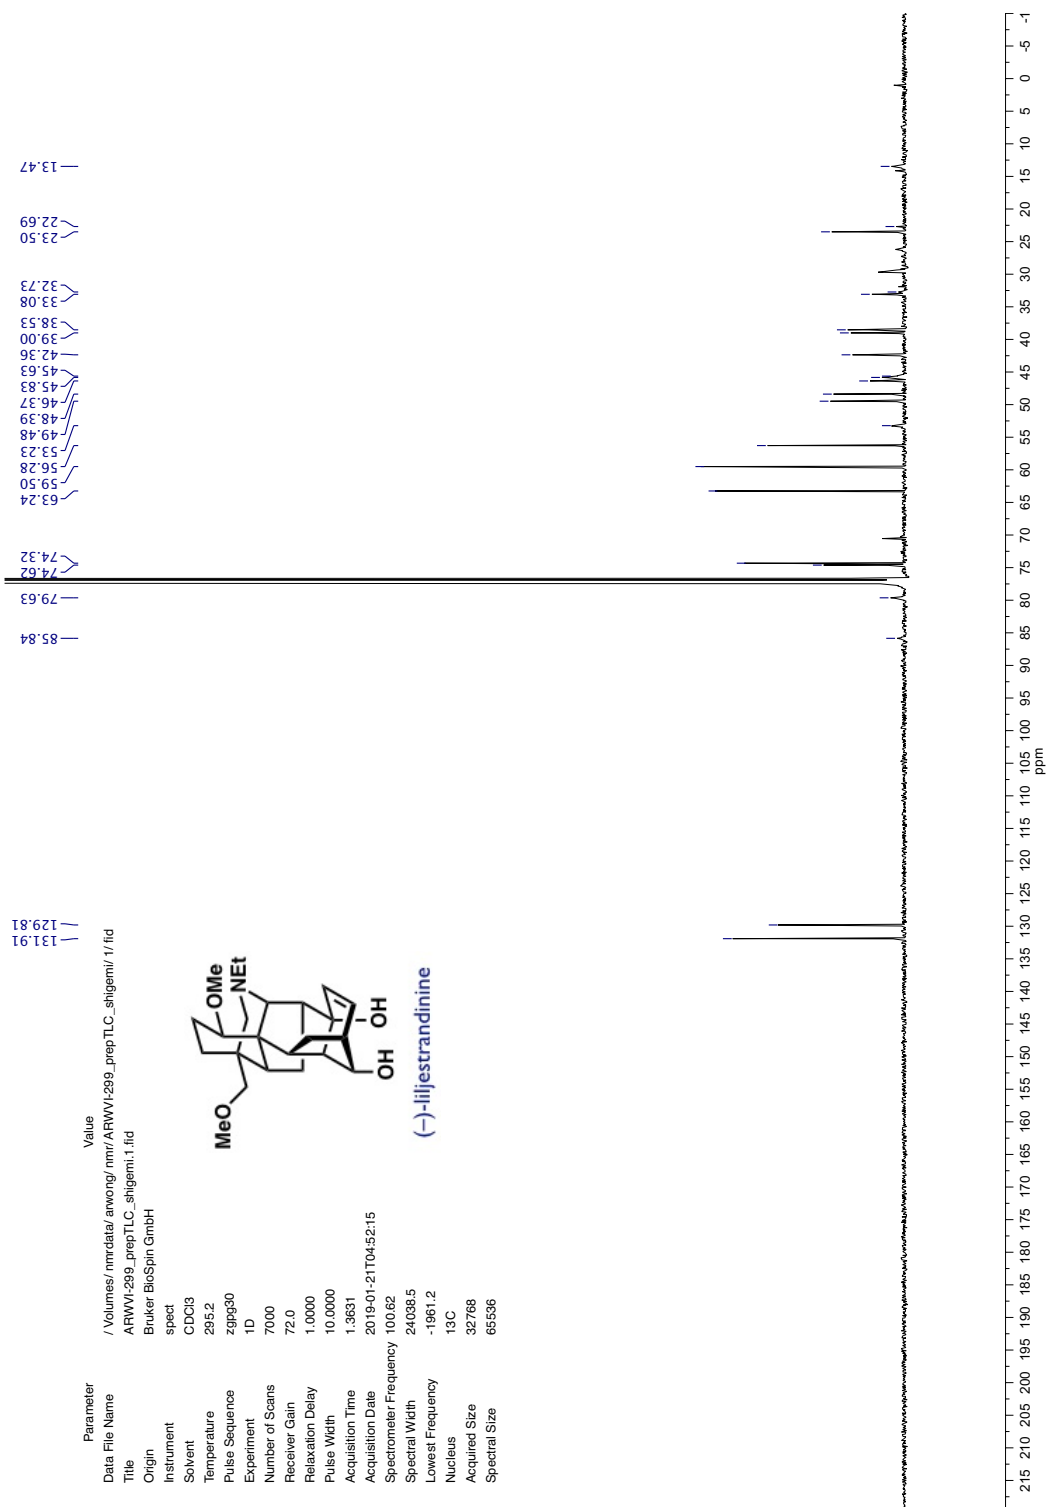 Parameter Value
Data File Name / Volumes/ nmrdata/ arwong/ nmr/ ARWVI-299_prepTLC_shigemi/ 1/ fid
Title ARWVI-299_prepTLC_shigemi.1.fid
Origin Bruker BioSpin GmbH
Instrument spect
Solvent CDCl3
Temperature 295.2
Pulse Sequence zgpg30
Experiment 1D
Number of Scans 7000
Receiver Gain 72.0
Relaxation Delay 1.0000
Pulse Width 10.0000
Acquisition Time 1.3631
Acquisition Date 2019-01-21T04:52:15
Spectrometer Frequency 100.62
Spectral Width 24038.5
Lowest Frequency -1961.2
Nucleus 13C
Acquired Size 32768
Spectral Size 65536
MeO
OMe
NEt
OH
OH
(−)-liljestrandinine
131.91
129.81
85.84
79.63
74.62
74.32
63.24
59.50
56.28
53.23
49.48
48.39
46.37
45.83
45.63
42.36
39.00
38.53
33.08
32.73
23.50
22.69
13.47
215 210 205 200 195 190 185 180 175 170 165 160 155 150 145 140 135 130 125 120 115 110 105 100 95 90 85 80 75 70 65 60 55 50 45 40 35 30 25 20 15 10 5 0 -5 -1
ppm